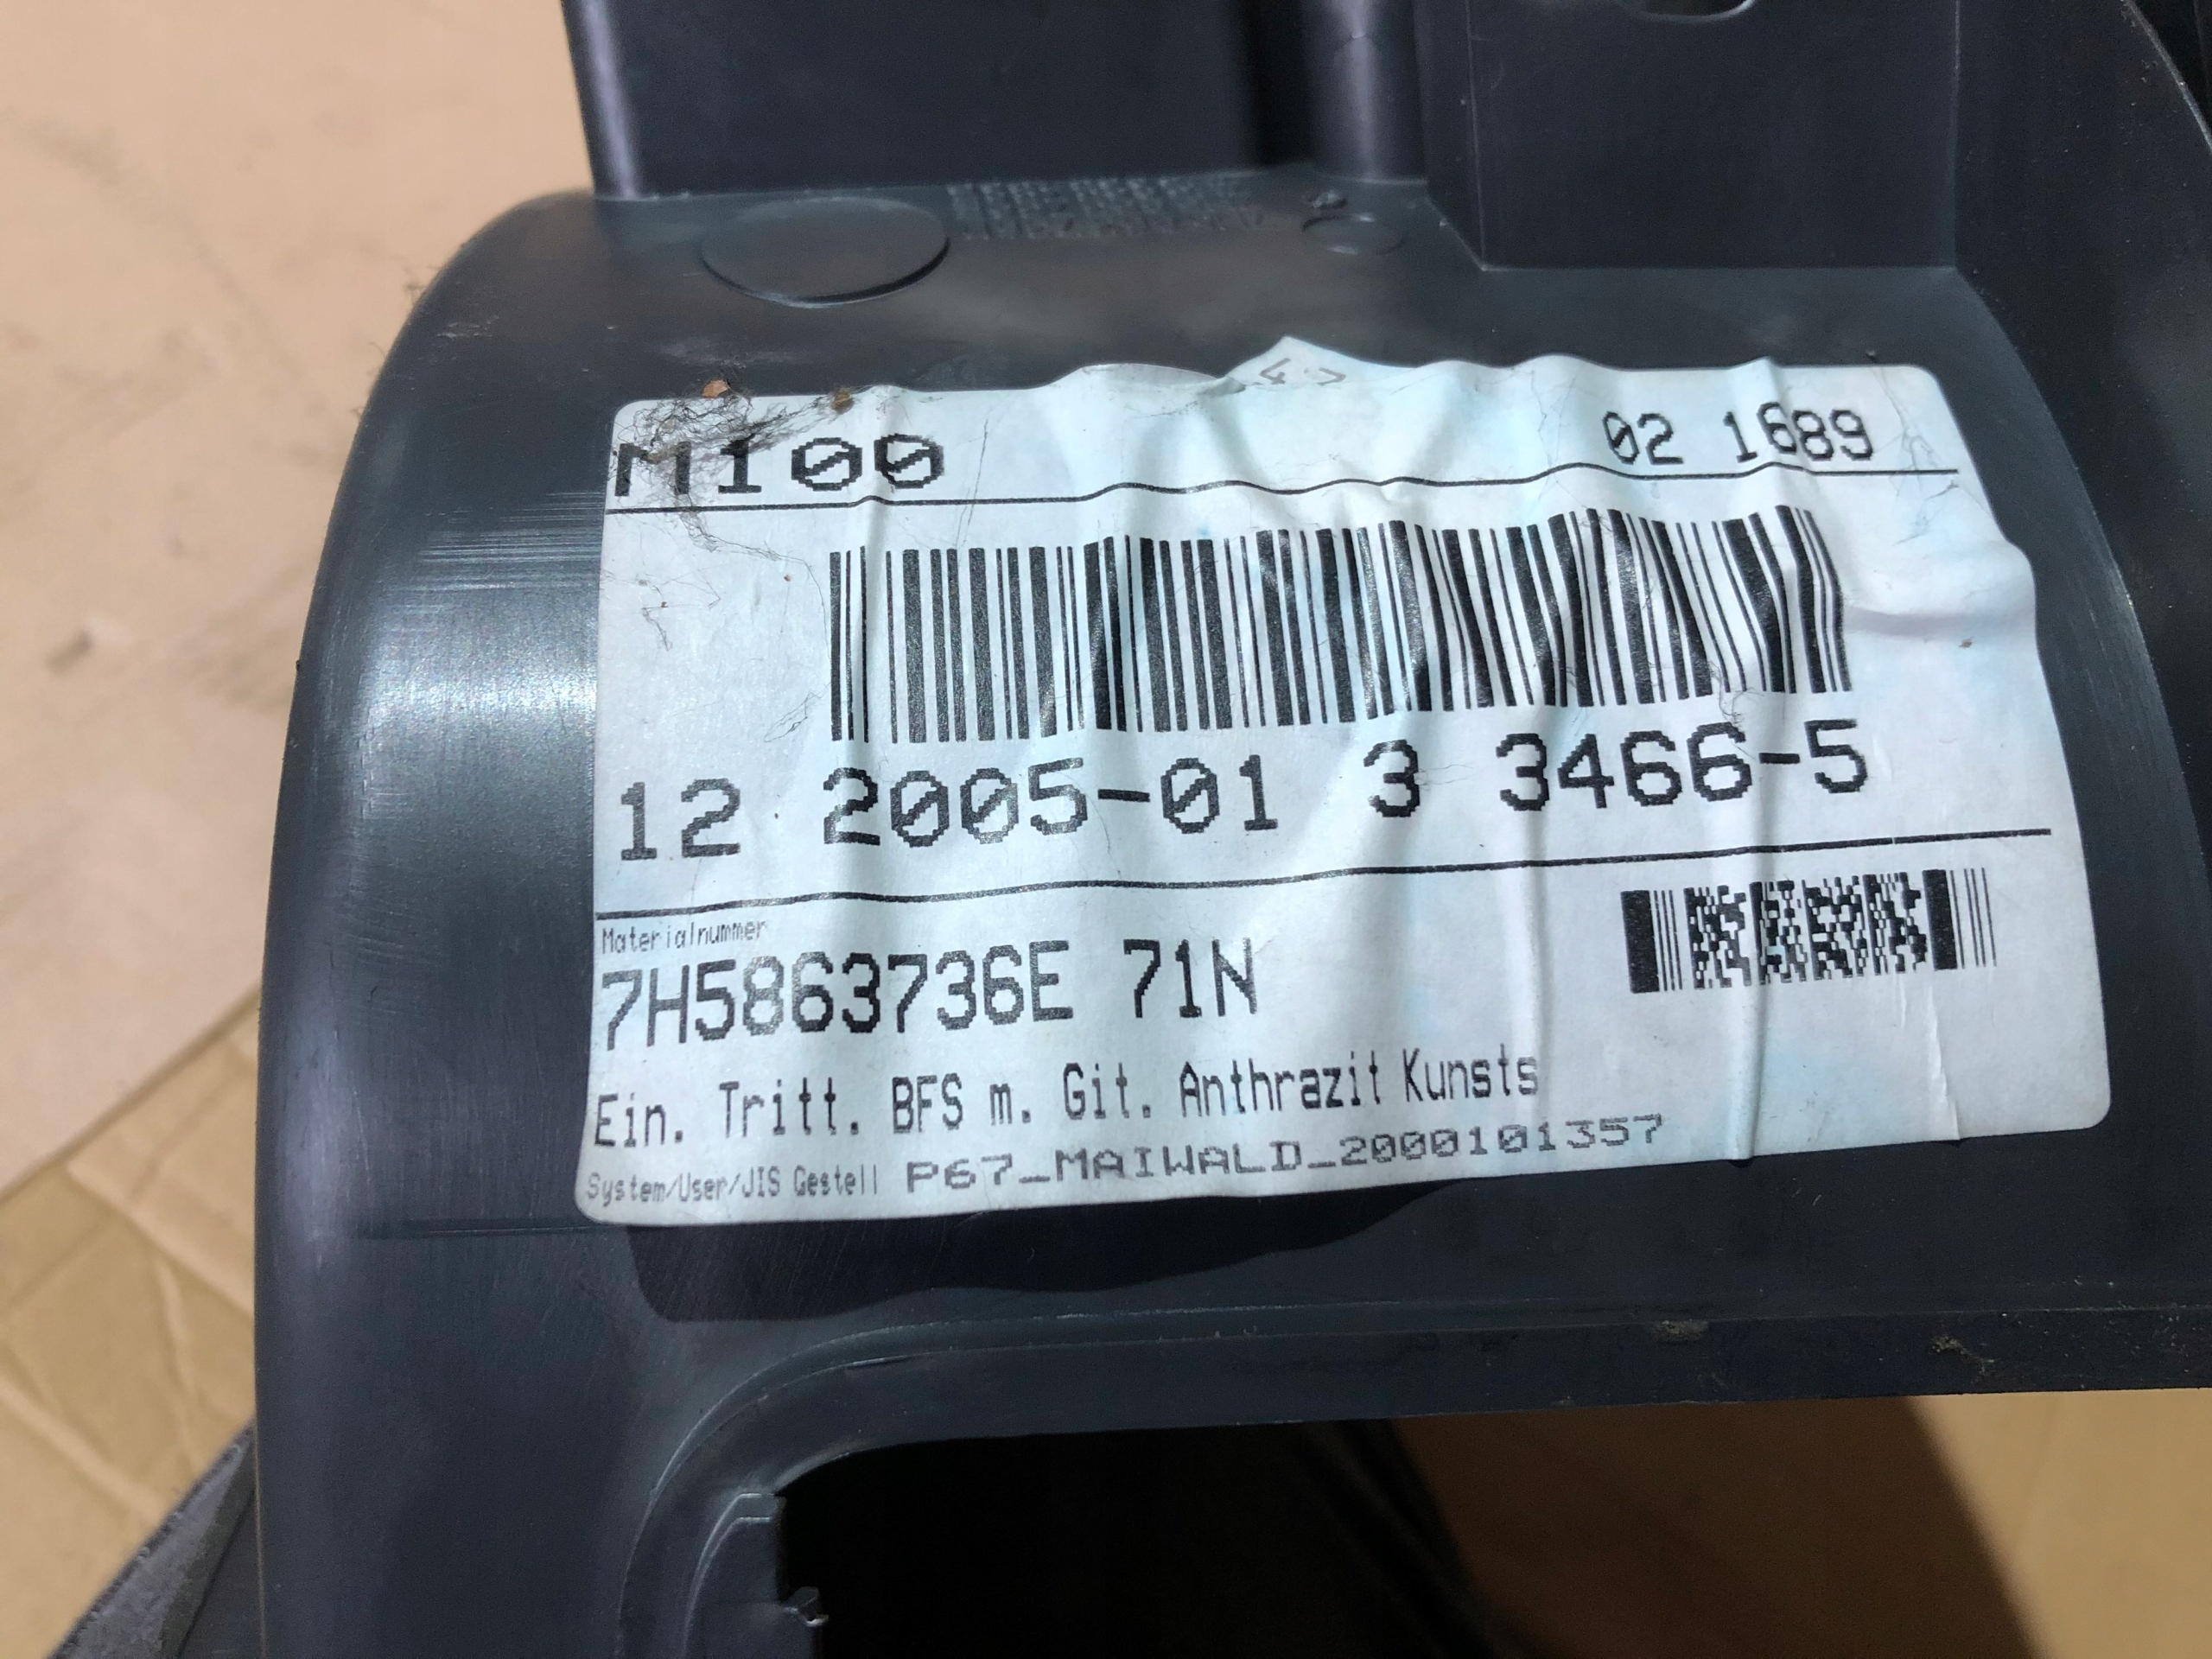 M100 02 1689
12 2005-01 3 3466-5
Materialnummer
7H5863736E 71N
Ein. Tritt. BFS m. Git. Anthrazit Kunsts
System/User/JIS Gestell P67_MAIWALD_2000101357